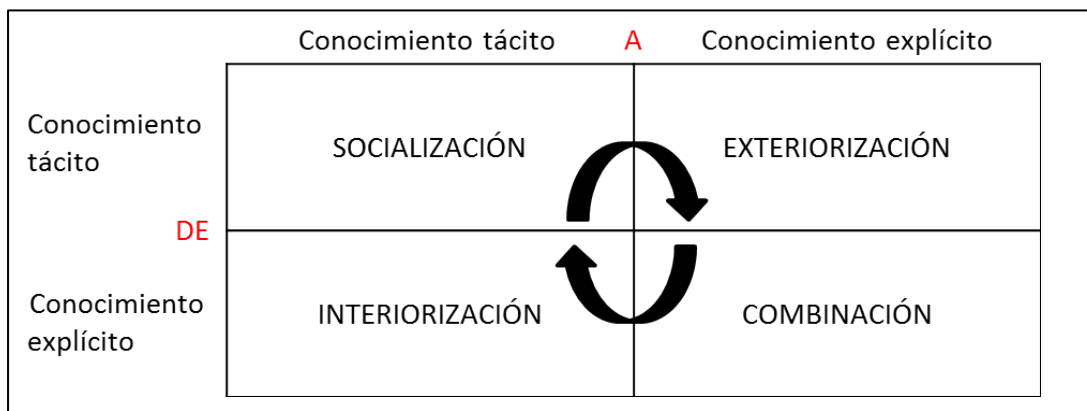 Conocimiento tácito A Conocimiento explícito
Conocimiento
tácito
SOCIALIZACIÓN EXTERIORIZACIÓN
DE
Conocimiento
explícito
INTERIORIZACIÓN COMBINACIÓN